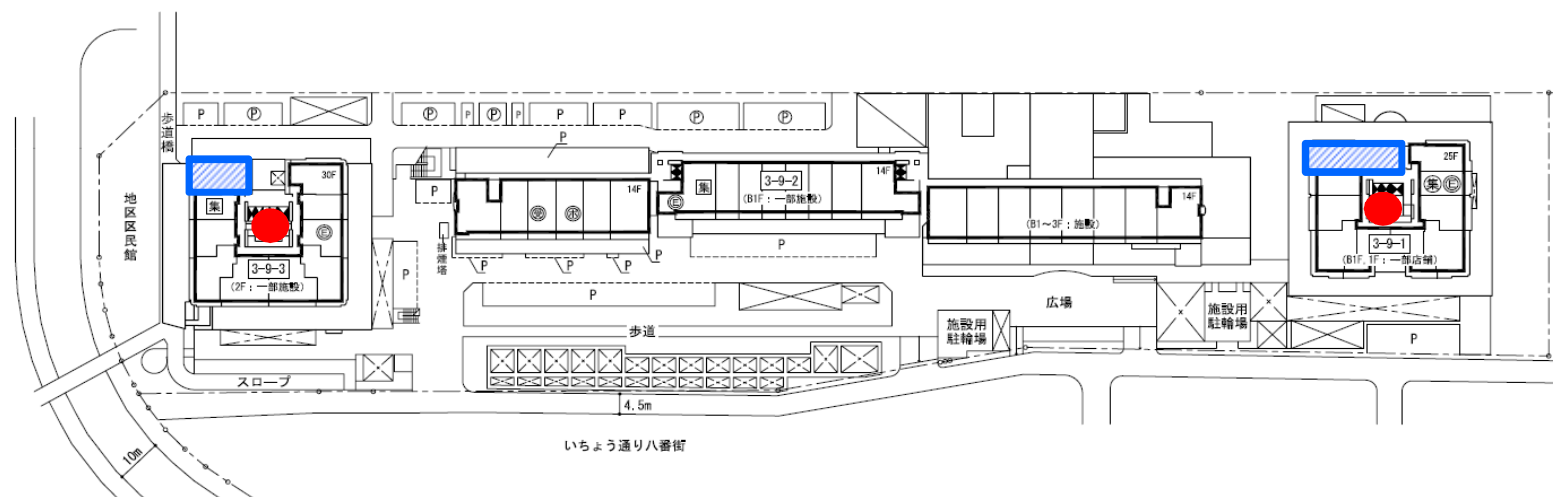 歩道橋
P
Ⓟ
Ⓟ
P
Ⓟ
P
P
P
Ⓟ
Ⓟ
P
30F
集
Ⓔ
3-9-3
(2F:一部施設)
地区区民館
P
排煙塔
P
14F
受
水
P
P
P
P
P
集
Ⓔ
3-9-2
(B1F:一部施設)
14F
P
14F
(B1~3F:施設)
25F
集
Ⓔ
3-9-1
(B1F,1F:一部店舗)
広場
施設用
駐輪場
施設用
駐輪場
P
歩道
スロープ
4.5m
10m
いちょう通り八番街